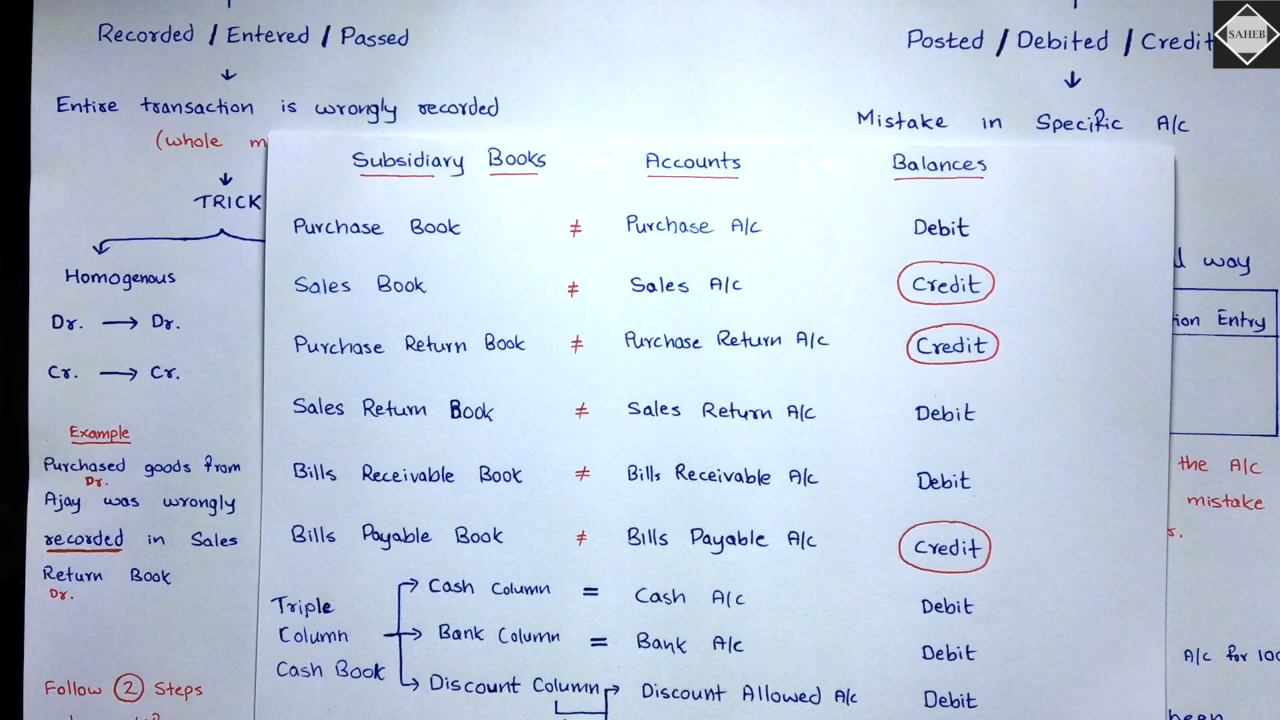 Recorded / Entered / Passed
Entire transaction is wrongly recorded
(whole
TRICK
Homogenous
Dr. → Dr.
Cr. → Cr.
Example
Purchased goods from
Dr.
Ajay was wrongly
recorded in Sales
Return Book
Dr.
Follow 2 Steps
Posted / Debited / Credit
SAHEB
Mistake in Specific A/c
Subsidiary Books Accounts Balances
Purchase Book ≠ Purchase A/c Debit
Sales Book ≠ Sales A/c Credit
Purchase Return Book ≠ Purchase Return A/c Credit
Sales Return Book ≠ Sales Return A/c Debit
Bills Receivable Book ≠ Bills Receivable A/c Debit
Bills Payable Book ≠ Bills Payable A/c Credit
Triple
Column
Cash Book
Cash Column = Cash A/c Debit
Bank Column = Bank A/c Debit
Discount Column → Discount Allowed A/c Debit
way
ion Entry
the A/c
mistake
s.
A/c for 100
been